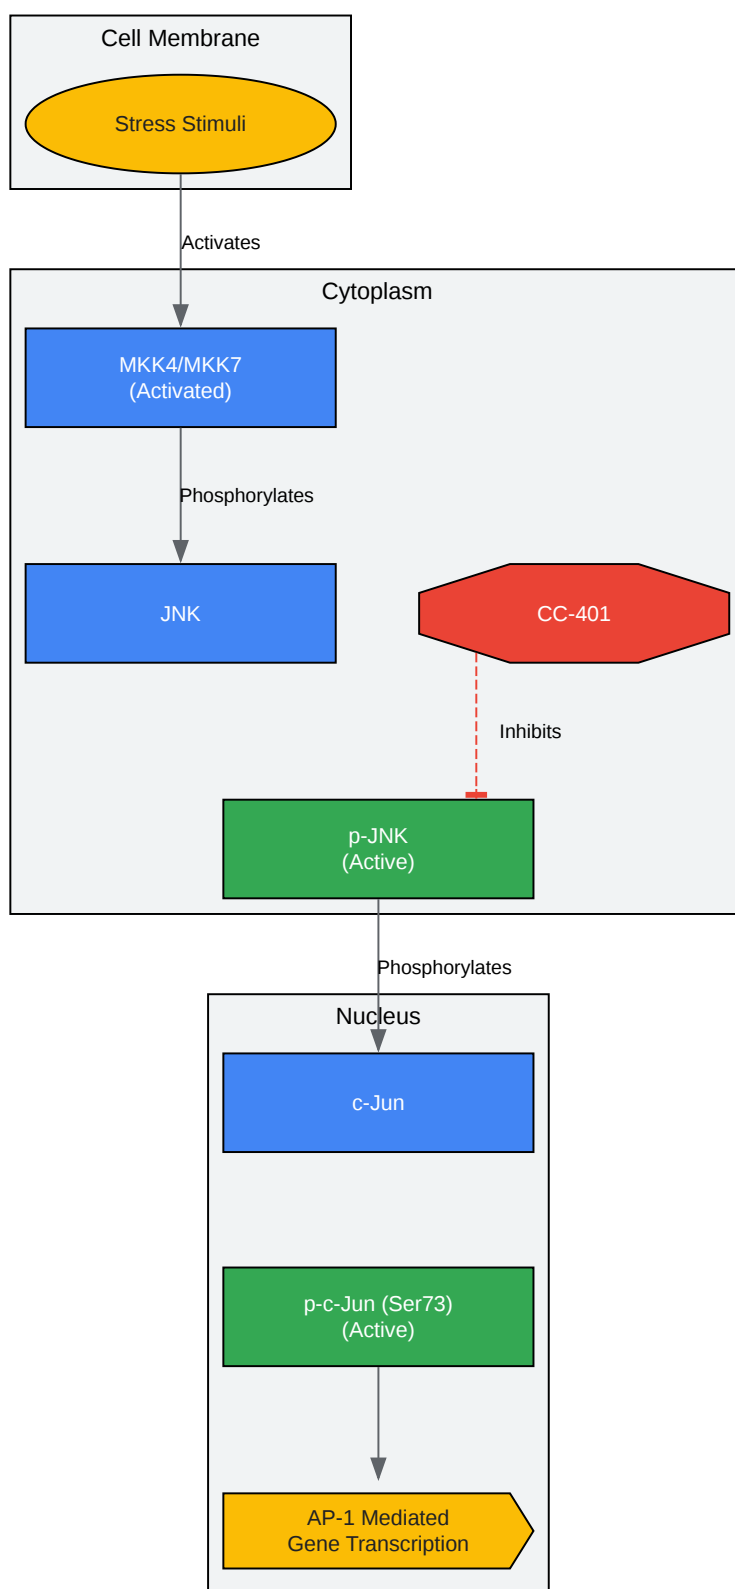 Cell Membrane
Stress Stimuli
Activates
Cytoplasm
MKK4/MKK7
(Activated)
Phosphorylates
JNK
CC-401
Inhibits
p-JNK
(Active)
Phosphorylates
Nucleus
c-Jun
p-c-Jun (Ser73)
(Active)
AP-1 Mediated
Gene Transcription